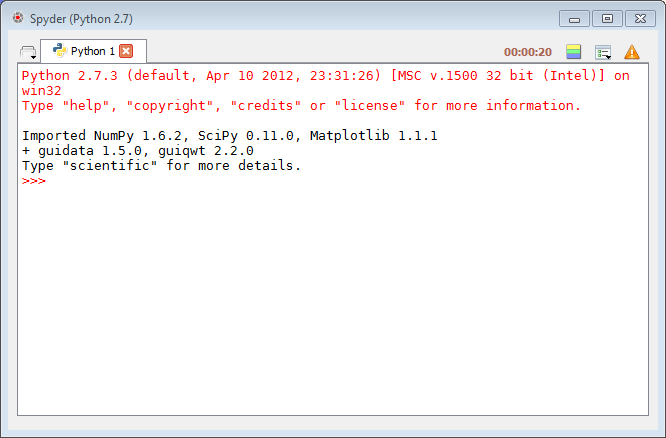 Spyder (Python 2.7)
Python 1
00:00:20
Python 2.7.3 (default, Apr 10 2012, 23:31:26) [MSC v.1500 32 bit (Intel)] on
win32
Type "help", "copyright", "credits" or "license" for more information.
Imported NumPy 1.6.2, SciPy 0.11.0, Matplotlib 1.1.1
+ guidata 1.5.0, guiqwt 2.2.0
Type "scientific" for more details.
>>>